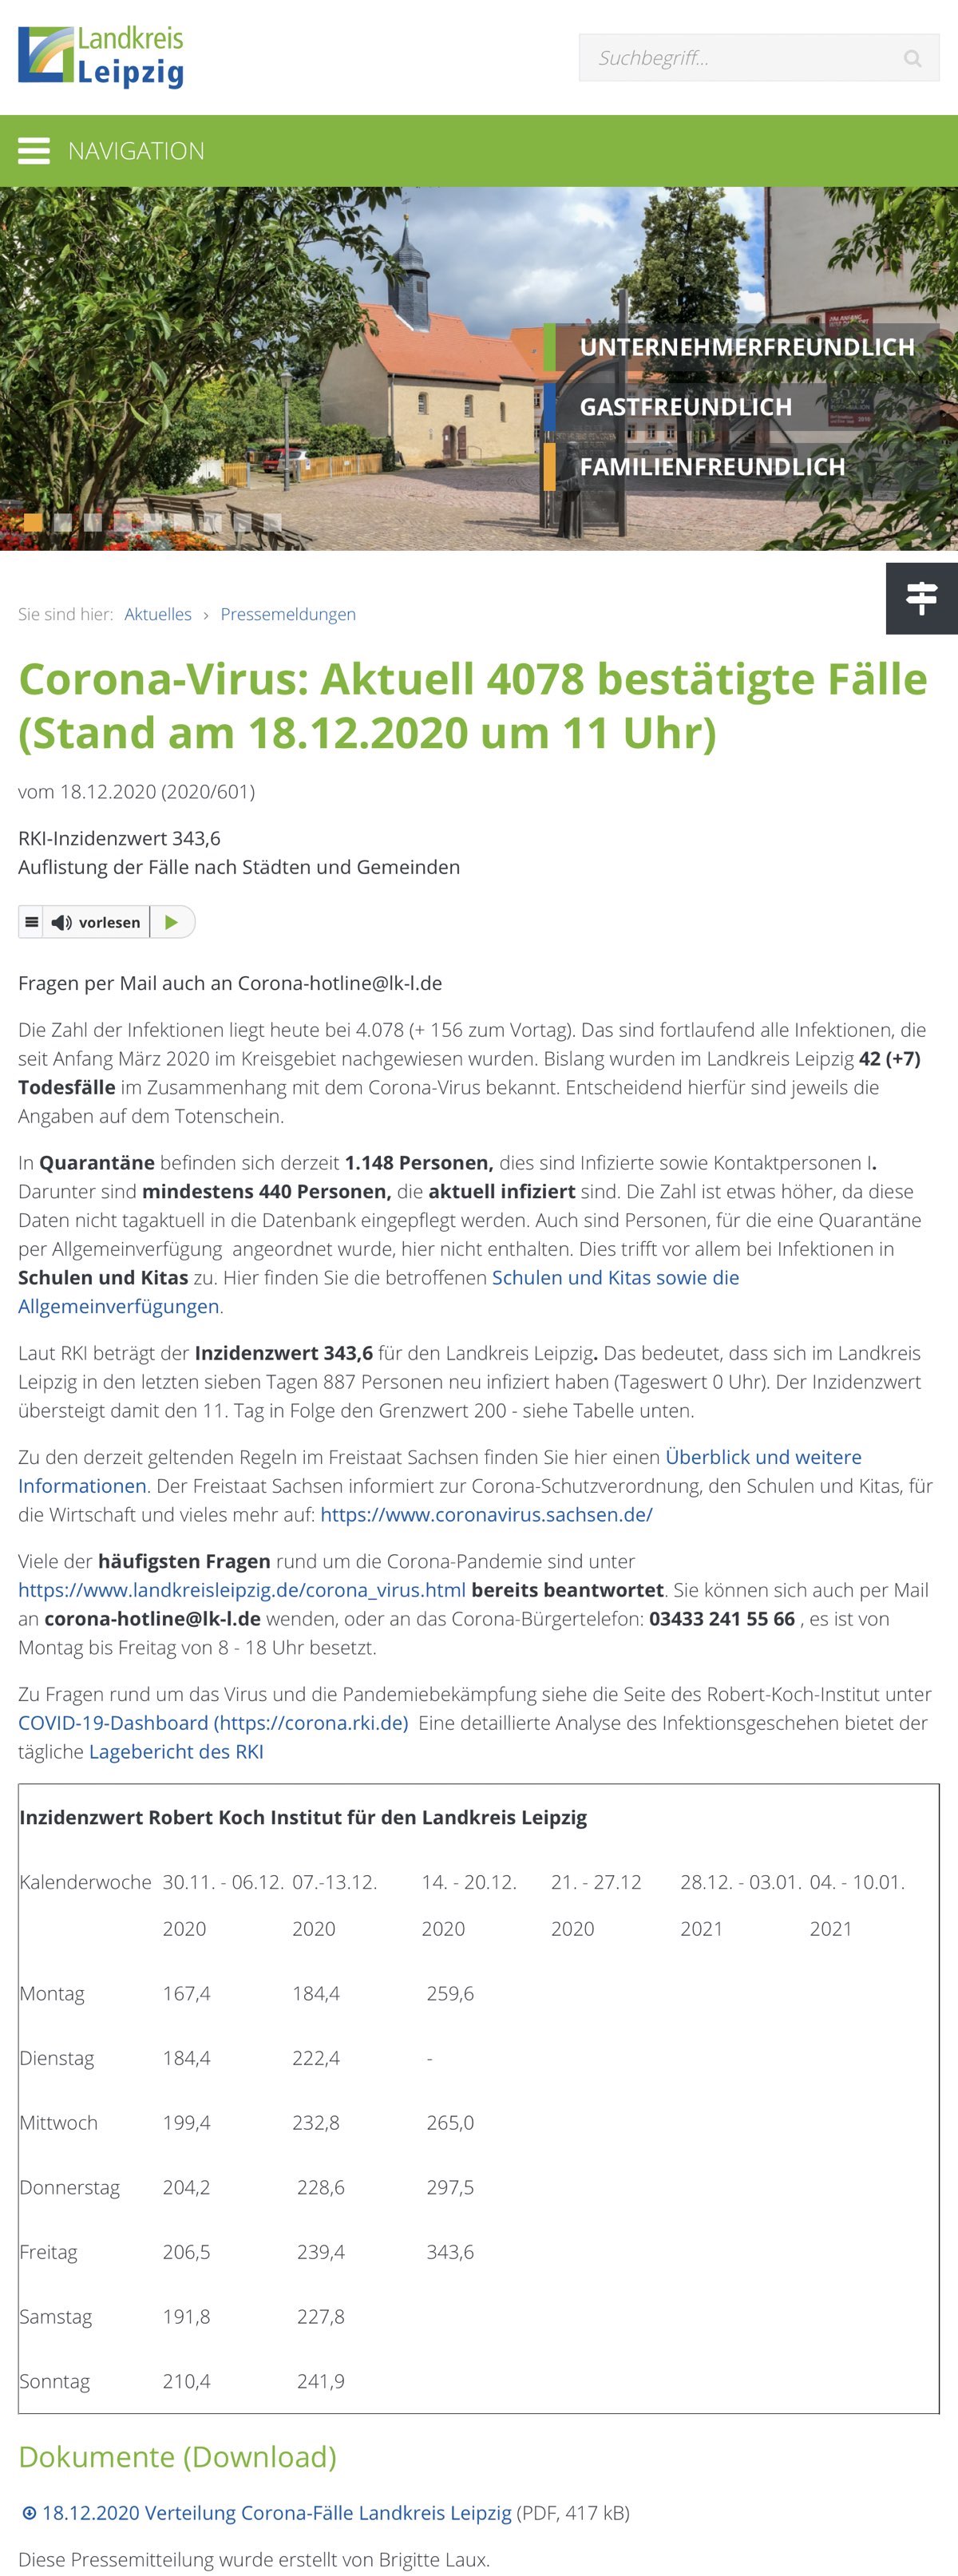 Landkreis
Leipzig
Suchbegriff...
NAVIGATION
UNTERNEHMERFREUNDLICH
GASTFREUNDLICH
FAMILIENFREUNDLICH
Sie sind hier: Aktuelles › Pressemeldungen
Corona-Virus: Aktuell 4078 bestätigte Fälle
(Stand am 18.12.2020 um 11 Uhr)
vom 18.12.2020 (2020/601)
RKI-Inzidenzwert 343,6
Auflistung der Fälle nach Städten und Gemeinden
vorlesen
Fragen per Mail auch an Corona-hotline@lk-l.de
Die Zahl der Infektionen liegt heute bei 4.078 (+ 156 zum Vortag). Das sind fortlaufend alle Infektionen, die
seit Anfang März 2020 im Kreisgebiet nachgewiesen wurden. Bislang wurden im Landkreis Leipzig 42 (+7)
Todesfälle im Zusammenhang mit dem Corona-Virus bekannt. Entscheidend hierfür sind jeweils die
Angaben auf dem Totenschein.
In Quarantäne befinden sich derzeit 1.148 Personen, dies sind Infizierte sowie Kontaktpersonen I.
Darunter sind mindestens 440 Personen, die aktuell infiziert sind. Die Zahl ist etwas höher, da diese
Daten nicht tagaktuell in die Datenbank eingepflegt werden. Auch sind Personen, für die eine Quarantäne
per Allgemeinverfügung angeordnet wurde, hier nicht enthalten. Dies trifft vor allem bei Infektionen in
Schulen und Kitas zu. Hier finden Sie die betroffenen Schulen und Kitas sowie die
Allgemeinverfügungen.
Laut RKI beträgt der Inzidenzwert 343,6 für den Landkreis Leipzig. Das bedeutet, dass sich im Landkreis
Leipzig in den letzten sieben Tagen 887 Personen neu infiziert haben (Tageswert 0 Uhr). Der Inzidenzwert
übersteigt damit den 11. Tag in Folge den Grenzwert 200 - siehe Tabelle unten.
Zu den derzeit geltenden Regeln im Freistaat Sachsen finden Sie hier einen Überblick und weitere
Informationen. Der Freistaat Sachsen informiert zur Corona-Schutzverordnung, den Schulen und Kitas, für
die Wirtschaft und vieles mehr auf: https://www.coronavirus.sachsen.de/
Viele der häufigsten Fragen rund um die Corona-Pandemie sind unter
https://www.landkreisleipzig.de/corona_virus.html bereits beantwortet. Sie können sich auch per Mail
an corona-hotline@lk-l.de wenden, oder an das Corona-Bürgertelefon: 03433 241 55 66 , es ist von
Montag bis Freitag von 8 - 18 Uhr besetzt.
Zu Fragen rund um das Virus und die Pandemiebekämpfung siehe die Seite des Robert-Koch-Institut unter
COVID-19-Dashboard (https://corona.rki.de) Eine detaillierte Analyse des Infektionsgeschehen bietet der
tägliche Lagebericht des RKI
Inzidenzwert Robert Koch Institut für den Landkreis Leipzig
Kalenderwoche 30.11. - 06.12. 07.-13.12. 14. - 20.12. 21. - 27.12 28.12. - 03.01. 04. - 10.01.
2020 2020 2020 2020 2021 2021
Montag 167,4 184,4 259,6
Dienstag 184,4 222,4 -
Mittwoch 199,4 232,8 265,0
Donnerstag 204,2 228,6 297,5
Freitag 206,5 239,4 343,6
Samstag 191,8 227,8
Sonntag 210,4 241,9
Dokumente (Download)
18.12.2020 Verteilung Corona-Fälle Landkreis Leipzig (PDF, 417 kB)
Diese Pressemitteilung wurde erstellt von Brigitte Laux.